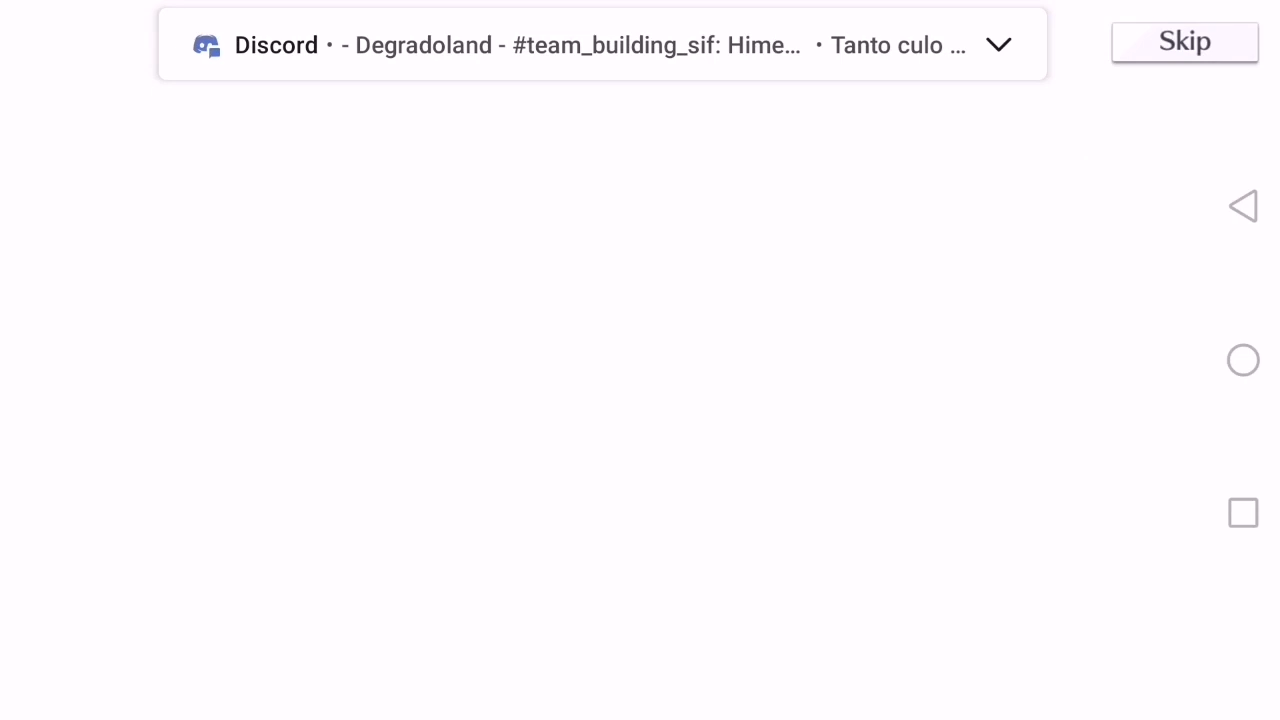 Discord • - Degradoland - #team_building_sif: Hime... • Tanto culo ...
Skip